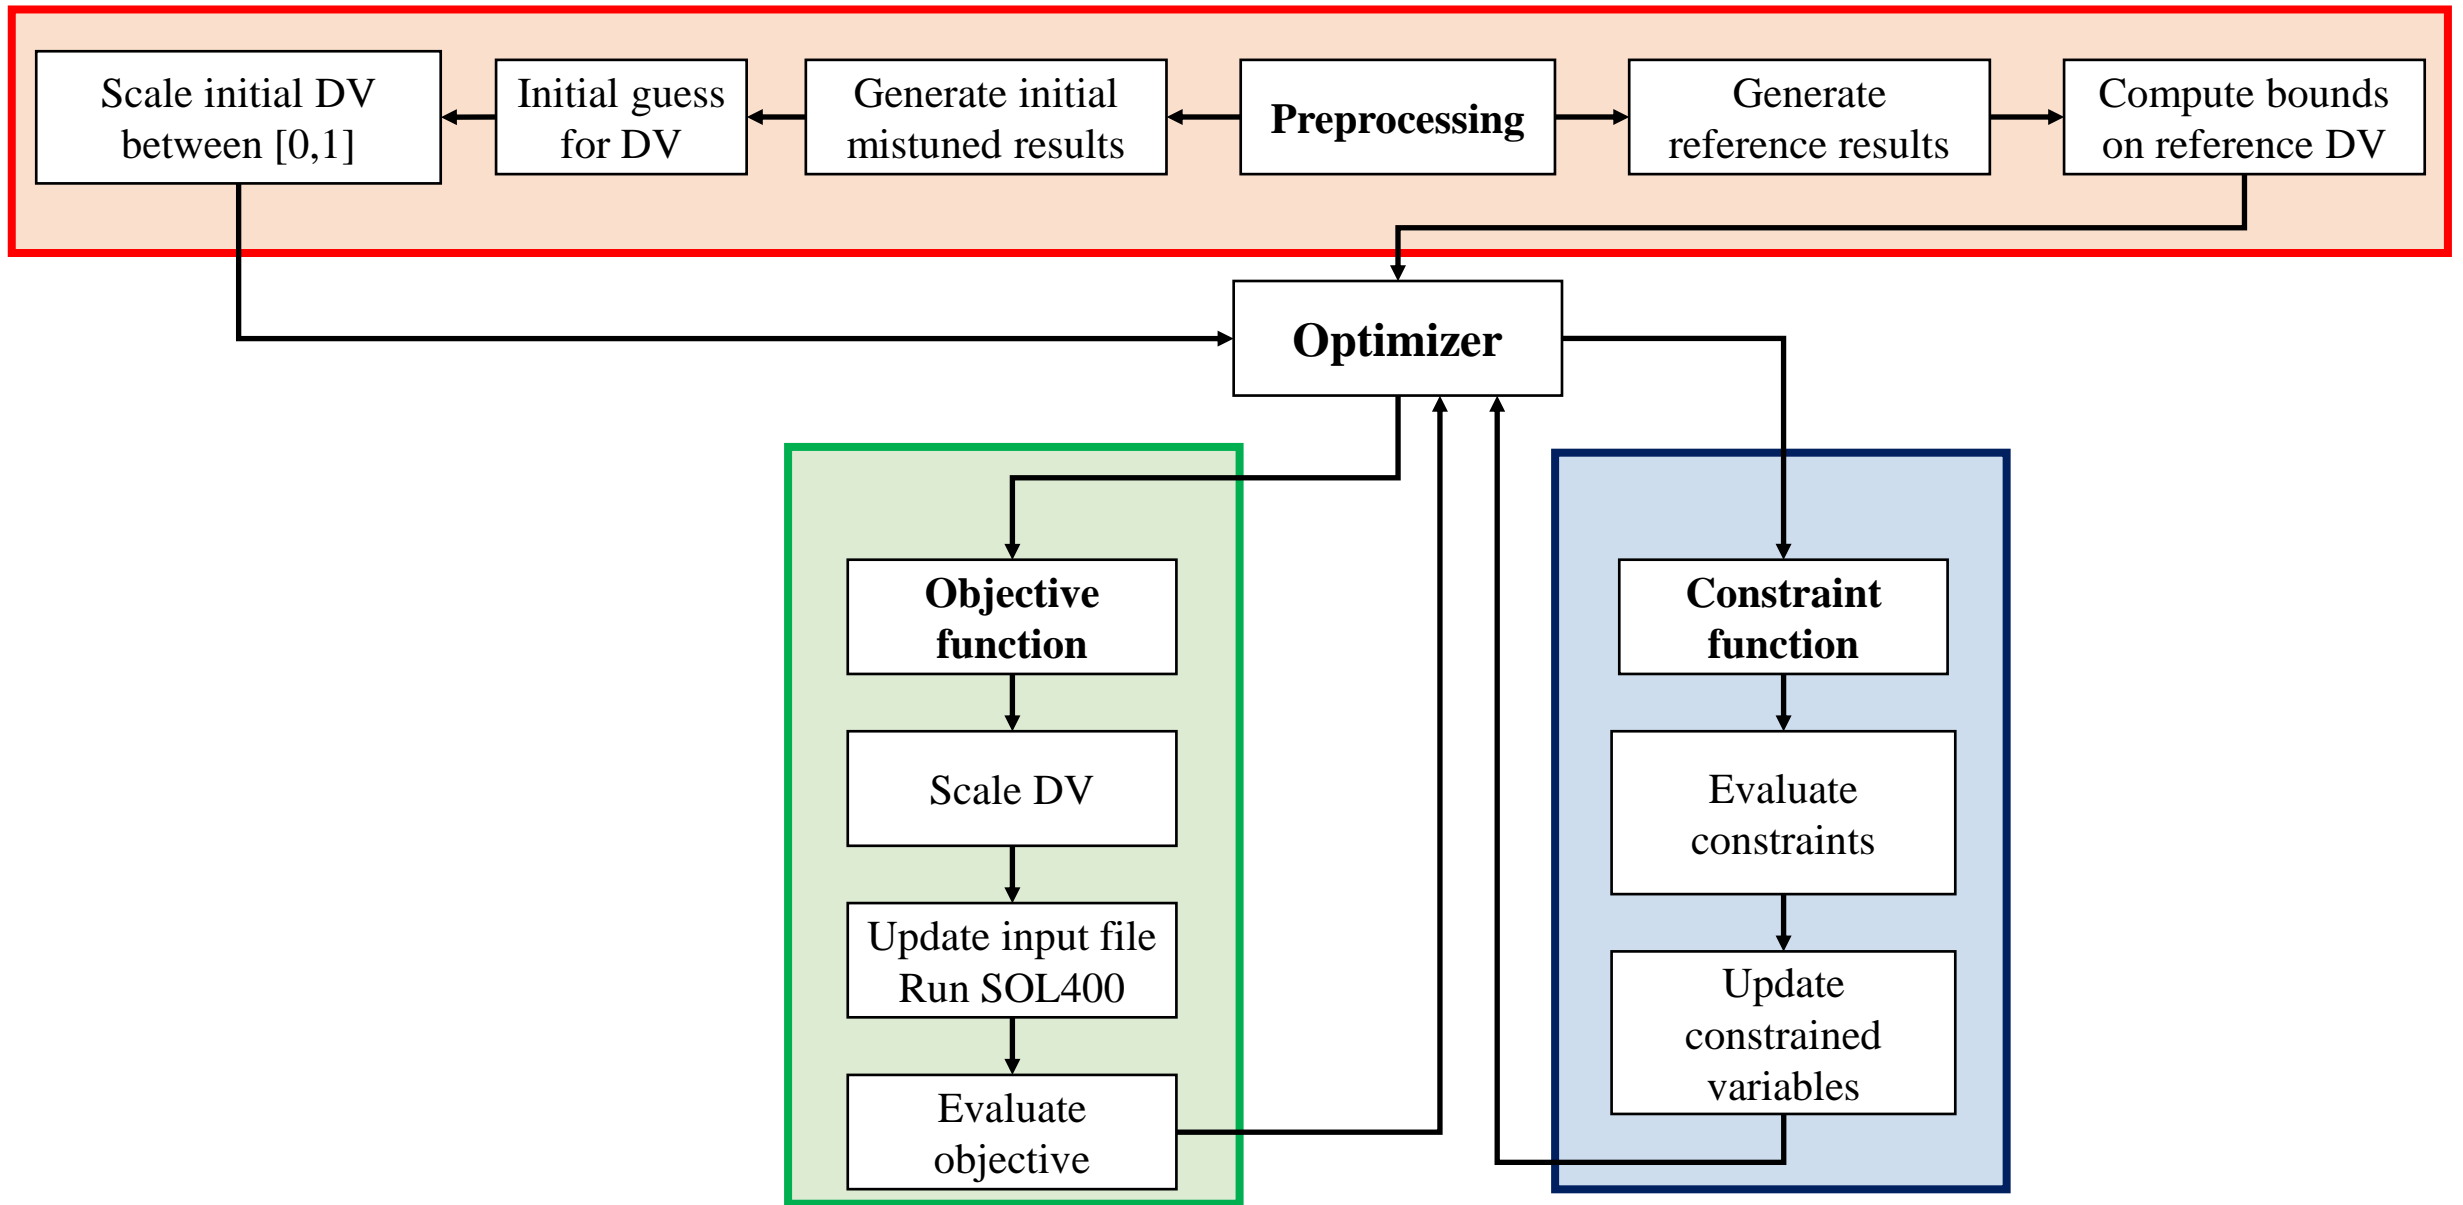 Scale initial DV
between [0,1]
Initial guess
for DV
Generate initial
mistuned results
Preprocessing
Generate
reference results
Compute bounds
on reference DV
Optimizer
Objective
function
Scale DV
Update input file
Run SOL400
Evaluate
objective
Constraint
function
Evaluate
constraints
Update
constrained
variables